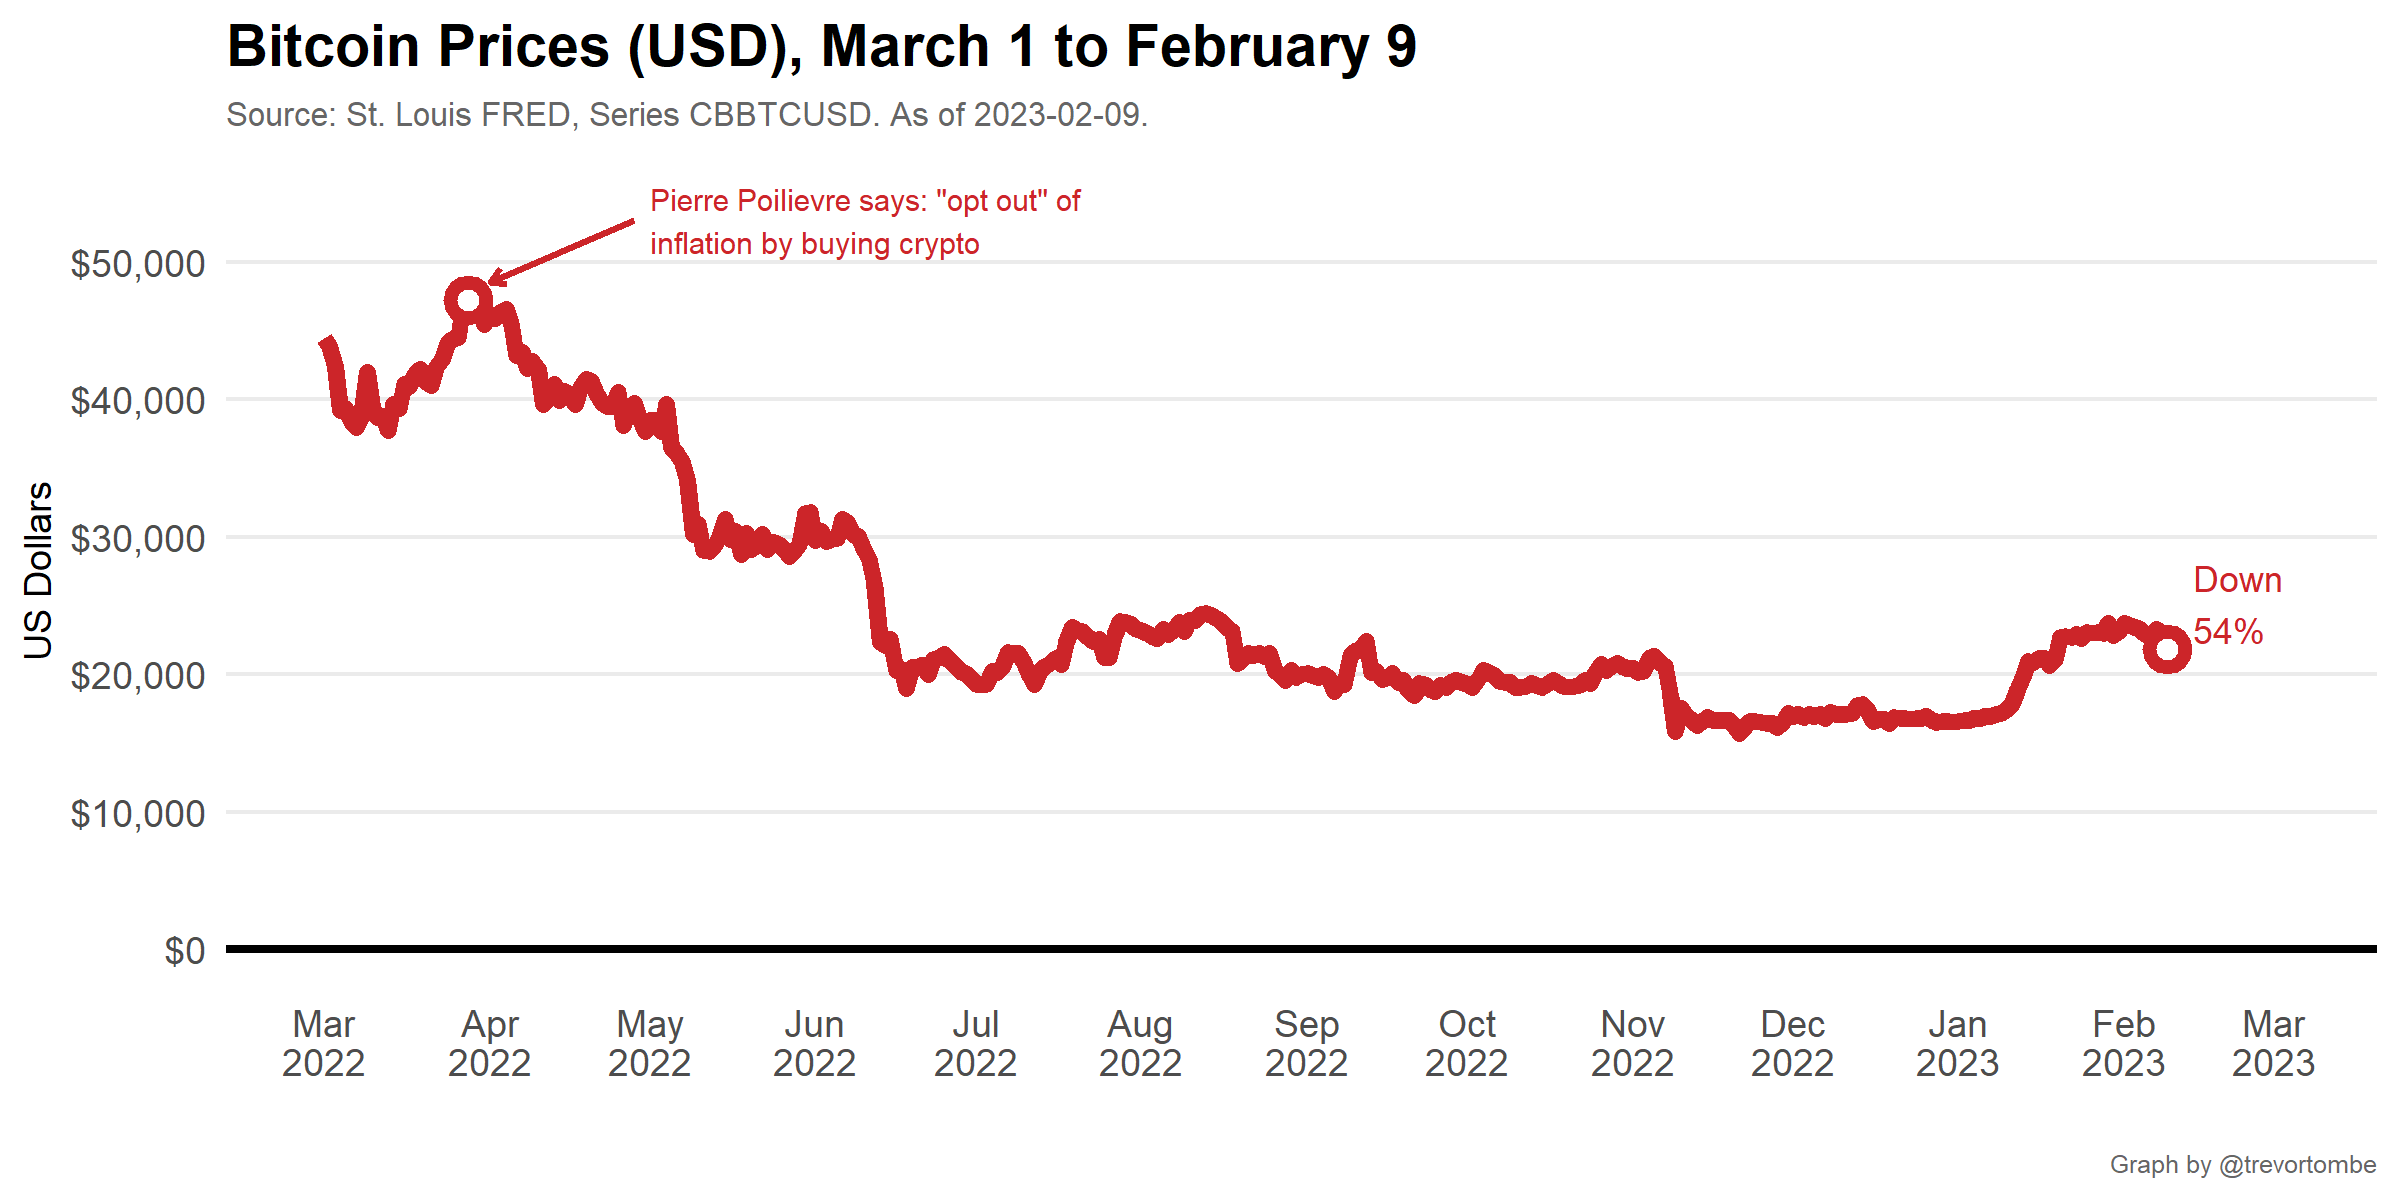 Bitcoin Prices (USD), March 1 to February 9
Source: St. Louis FRED, Series CBBTCUSD. As of 2023-02-09.
Pierre Poilievre says: "opt out" of
inflation by buying crypto
$50,000
$40,000
$30,000
$20,000
$10,000
$0
US Dollars
Down
54%
Mar Apr May Jun Jul Aug Sep Oct Nov Dec Jan Feb Mar
2022 2022 2022 2022 2022 2022 2022 2022 2022 2022 2023 2023 2023
Graph by @trevortombe